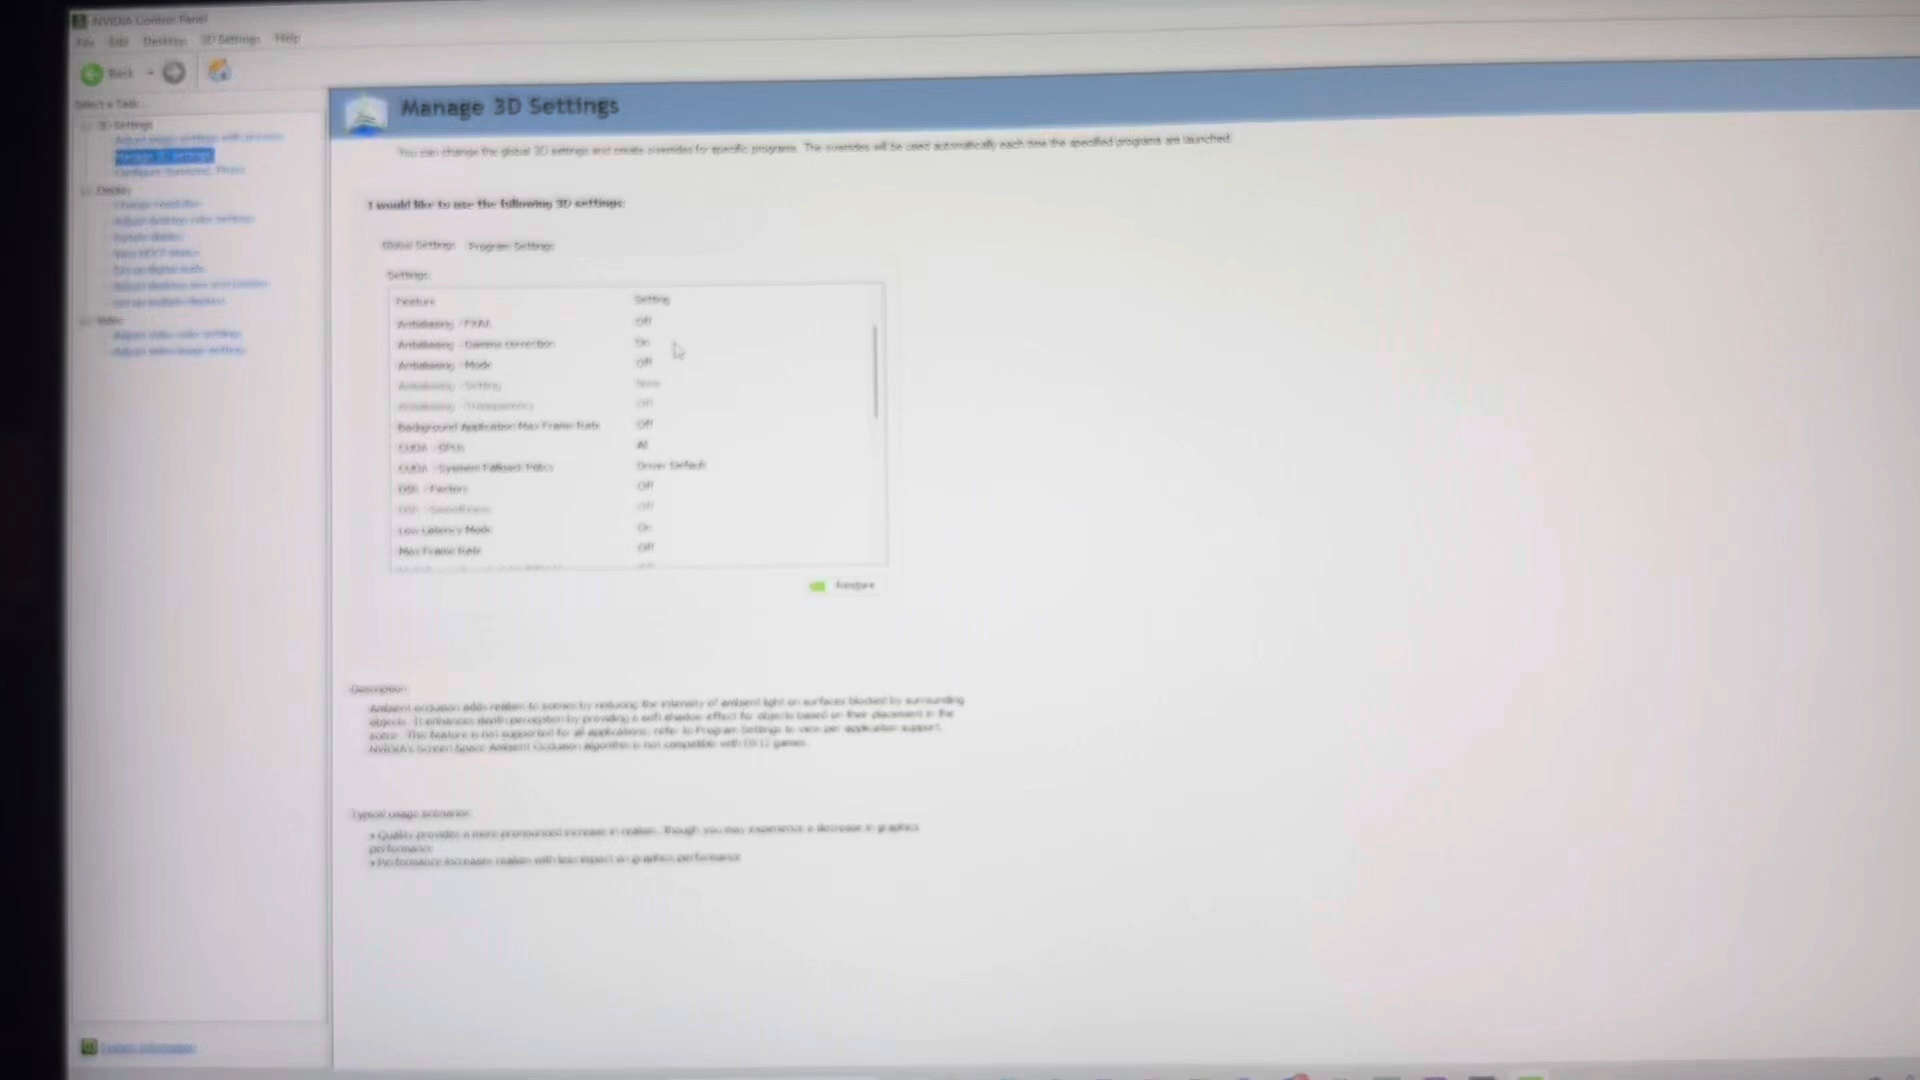 NVIDIA Control Panel
File Edit Desktop 3D Settings Help
Back
Select a Task...
3D Settings
Adjust image settings with preview
Manage 3D settings
Configure Surround, PhysX
Display
Change resolution
Adjust desktop color settings
Rotate display
View HDCP status
Set up digital audio
Adjust desktop size and position
Set up multiple displays
Video
Adjust video color settings
Adjust video image settings
System Information
Manage 3D Settings
You can change the global 3D settings and create overrides for specific programs. The overrides will be used automatically each time the specified programs are launched.
I would like to use the following 3D settings:
Global Settings Program Settings
Settings:
Feature Setting
Antialiasing - FXAA Off
Antialiasing - Gamma correction On
Antialiasing - Mode Off
Antialiasing - Setting None
Antialiasing - Transparency Off
Background Application Max Frame Rate Off
CUDA - GPUs All
CUDA - Sysmem Fallback Policy Driver Default
DSR - Factors Off
DSR - Smoothness Off
Low Latency Mode On
Max Frame Rate Off
Restore
Description:
Ambient occlusion adds realism to scenes by reducing the intensity of ambient light on surfaces blocked by surrounding
objects. It enhances depth perception by providing a soft shadow effect for objects based on their placement in the
scene. This feature is not supported for all applications; refer to Program Settings to view per-application support.
NVIDIA's Screen Space Ambient Occlusion algorithm is not compatible with DX12 games.
Typical usage scenarios:
• Quality provides a more pronounced increase in realism, though you may experience a decrease in graphics
performance
• Performance increases realism with less impact on graphics performance